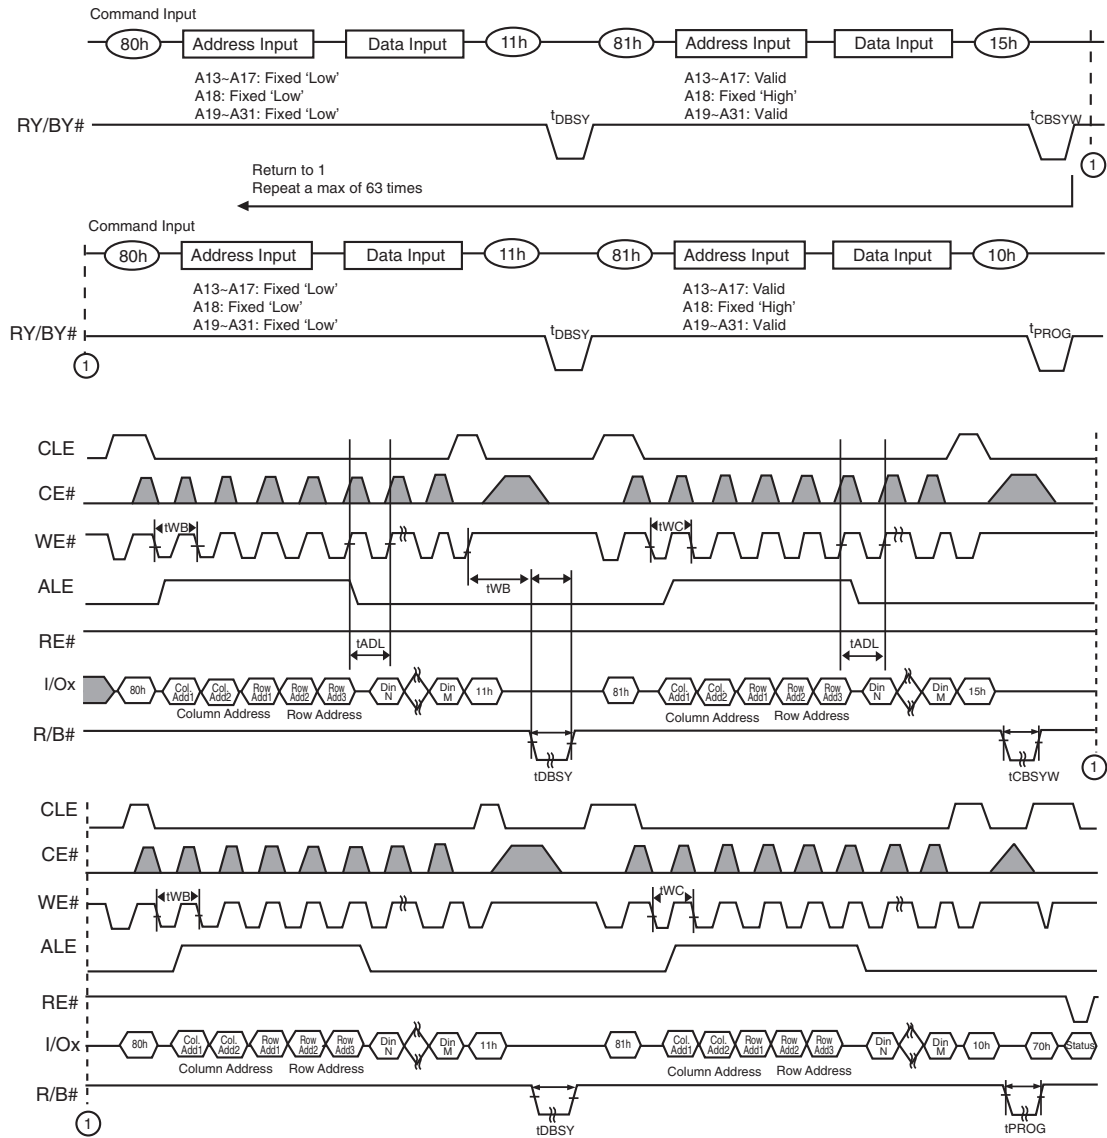 Command Input
80h Address Input Data Input 11h 81h Address Input Data Input 15h
A13~A17: Fixed 'Low' A13~A17: Valid
A18: Fixed 'Low' A18: Fixed 'High'
A19~A31: Fixed 'Low' A19~A31: Valid
RY/BY# tDBSY tCBSYW
1
Return to 1
Repeat a max of 63 times
Command Input
80h Address Input Data Input 11h 81h Address Input Data Input 10h
A13~A17: Fixed 'Low' A13~A17: Valid
A18: Fixed 'Low' A18: Fixed 'High'
A19~A31: Fixed 'Low' A19~A31: Valid
RY/BY# tDBSY tPROG
1
CLE
CE#
WE# tWB tWC
ALE tWB
RE#
tADL tADL
I/Ox 80h Col. Add1 Col. Add2 Row Add1 Row Add2 Row Add3 Din N Din M 11h 81h Col. Add1 Col. Add2 Row Add1 Row Add2 Row Add3 Din N Din M 15h
Column Address Row Address Column Address Row Address
R/B#
tDBSY tCBSYW
1
CLE
CE#
WE# tWB tWC
ALE
RE#
I/Ox 80h Col. Add1 Col. Add2 Row Add1 Row Add2 Row Add3 Din N Din M 11h 81h Col. Add1 Col. Add2 Row Add1 Row Add2 Row Add3 Din N Din M 10h 70h Status
Column Address Row Address Column Address Row Address
R/B#
1 tDBSY tPROG